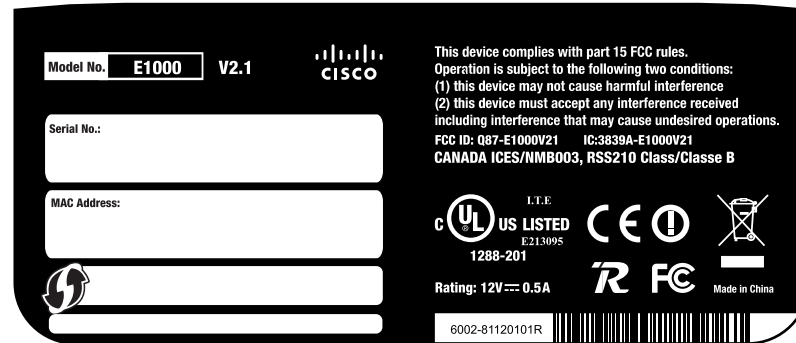 Model No. E1000 V2.1
CISCO
Serial No.:
MAC Address:
This device complies with part 15 FCC rules.
Operation is subject to the following two conditions:
(1) this device may not cause harmful interference
(2) this device must accept any interference received
including interference that may cause undesired operations.
FCC ID: Q87-E1000V21 IC:3839A-E1000V21
CANADA ICES/NMB003, RSS210 Class/Classe B
I.T.E
C UL ® US LISTED
E213095
1288-201
CE
Rating: 12V⎓0.5A
R FC
Made in China
6002-81120101R